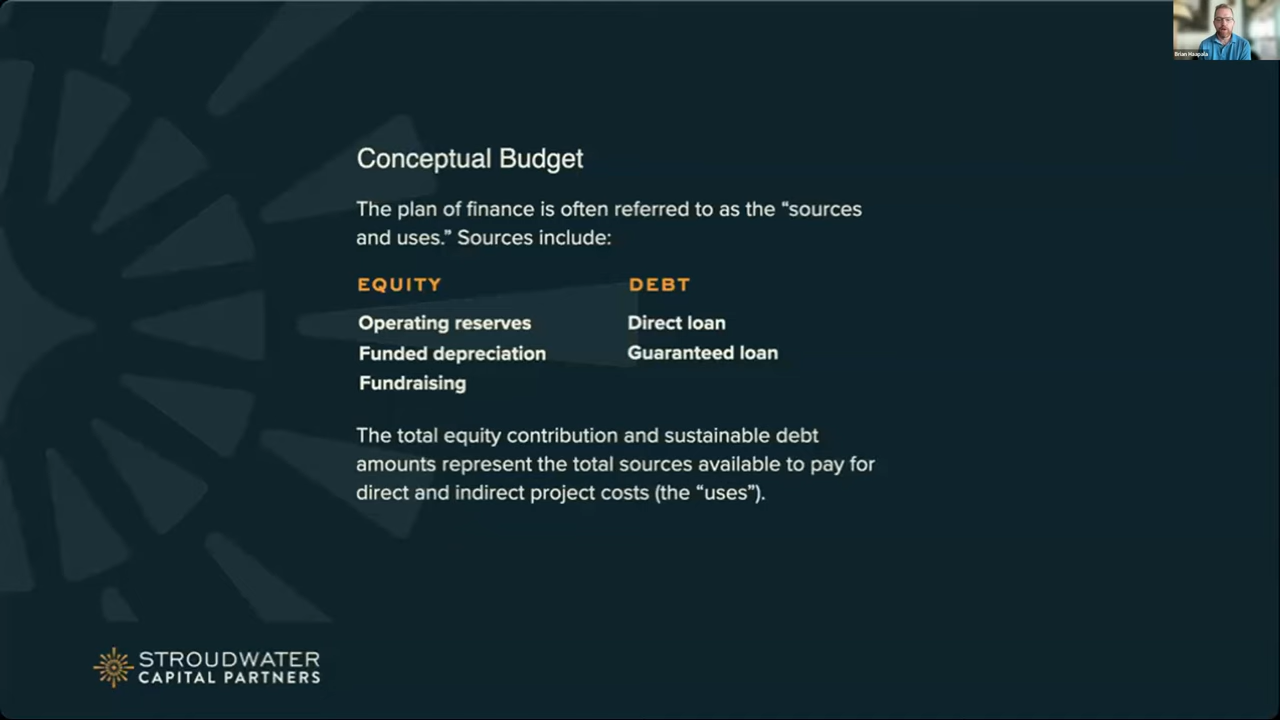 Brian Haapala
Conceptual Budget
The plan of finance is often referred to as the “sources
and uses.” Sources include:
EQUITY
Operating reserves
Funded depreciation
Fundraising
DEBT
Direct loan
Guaranteed loan
The total equity contribution and sustainable debt
amounts represent the total sources available to pay for
direct and indirect project costs (the “uses”).
STROUDWATER
CAPITAL PARTNERS